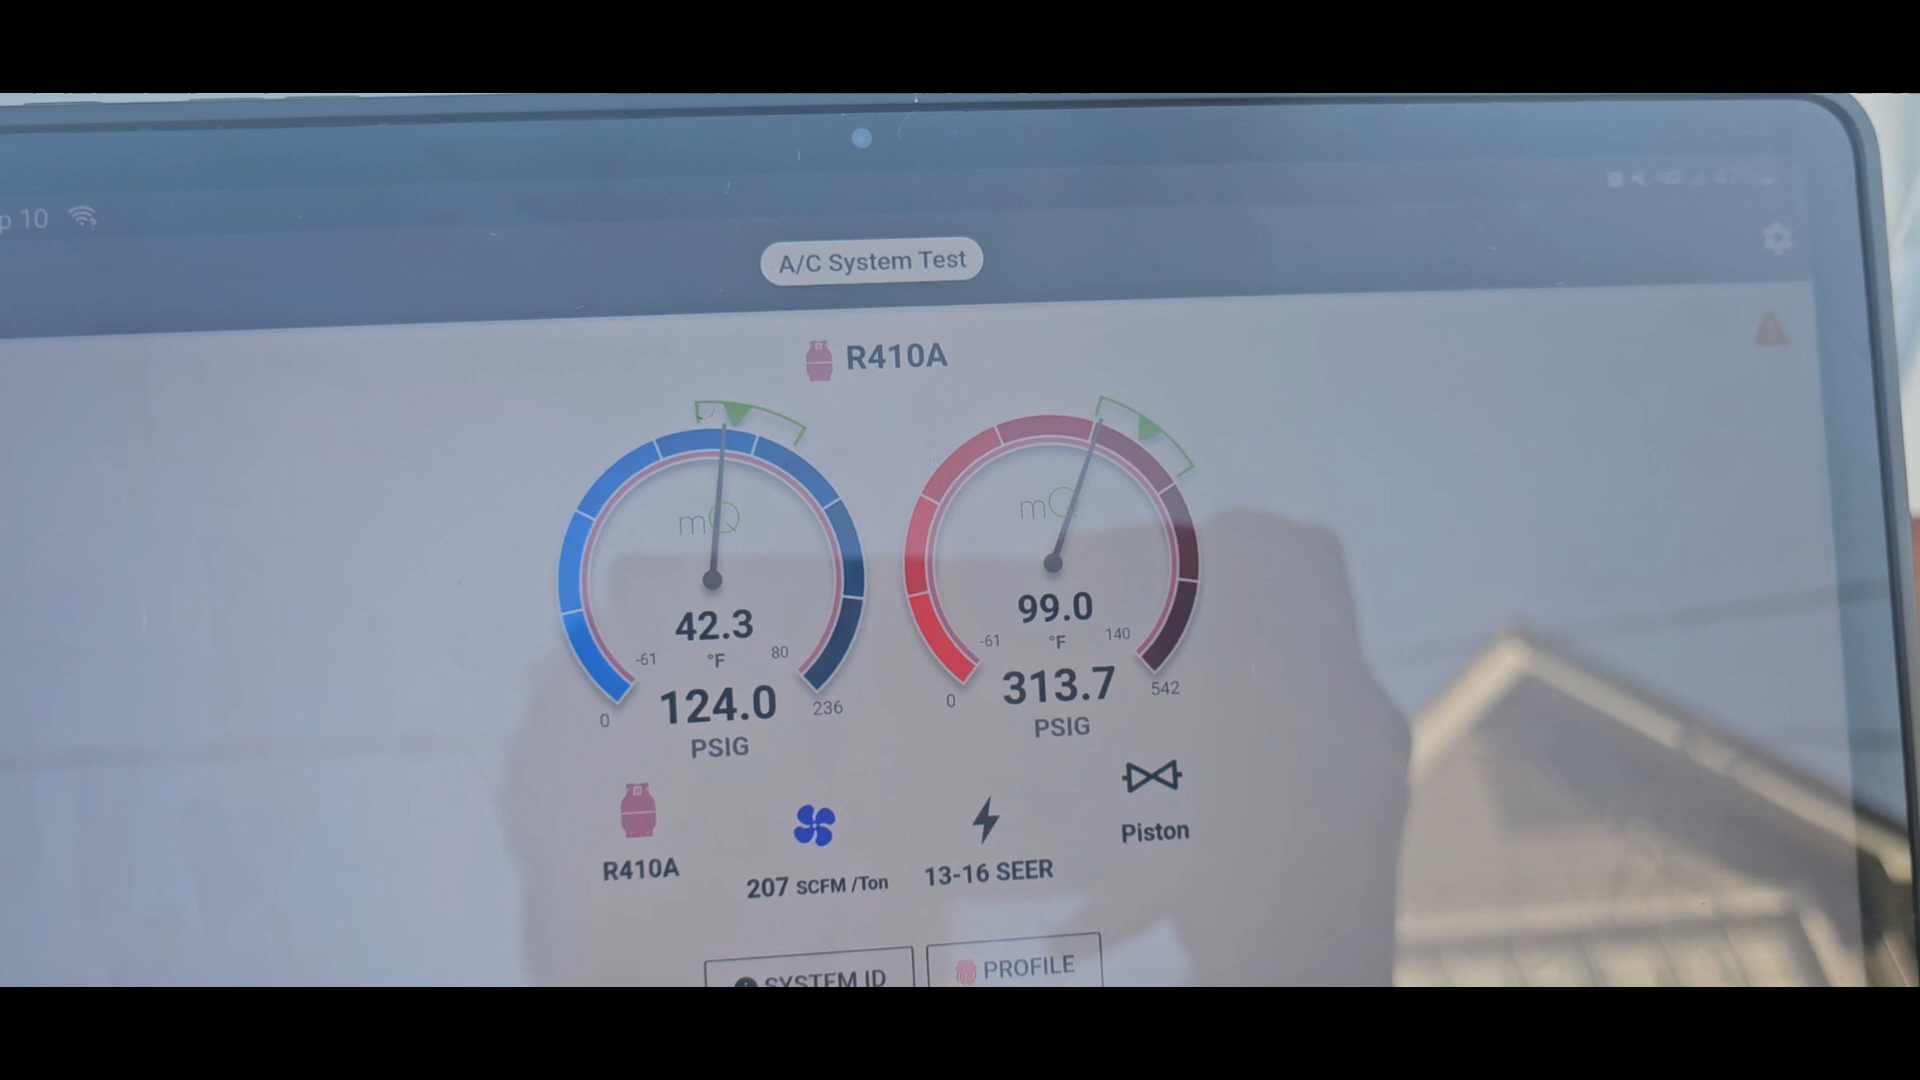 p 10
A/C System Test
R410A
mQ
mQ
42.3
-61 °F 80
124.0
0 236
PSIG
99.0
-61 °F 140
313.7
0 542
PSIG
R410A
207 SCFM /Ton
13-16 SEER
Piston
SYSTEM ID
PROFILE